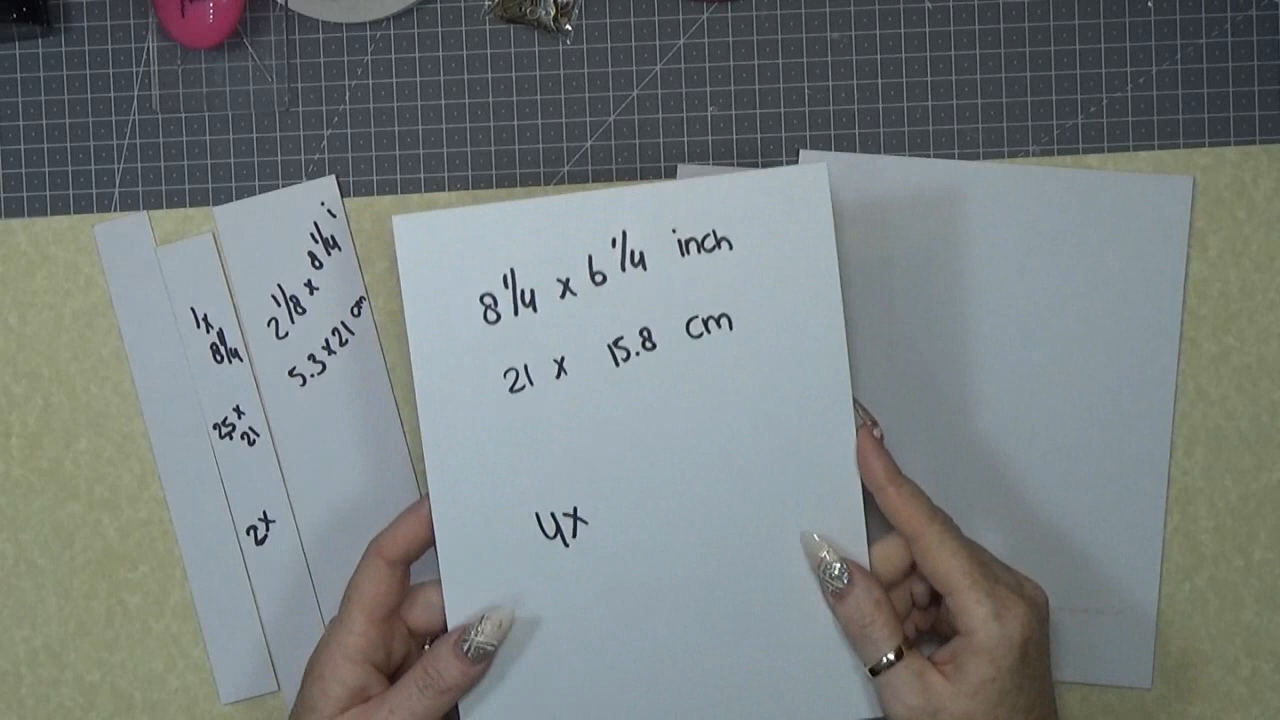 8 1/4 x 6 1/4 inch
21 x 15.8 cm
4x
2 1/8 x 8 1/4 i
5.3 x 21 cm
1x
8 1/4
2,5 x
21
2x